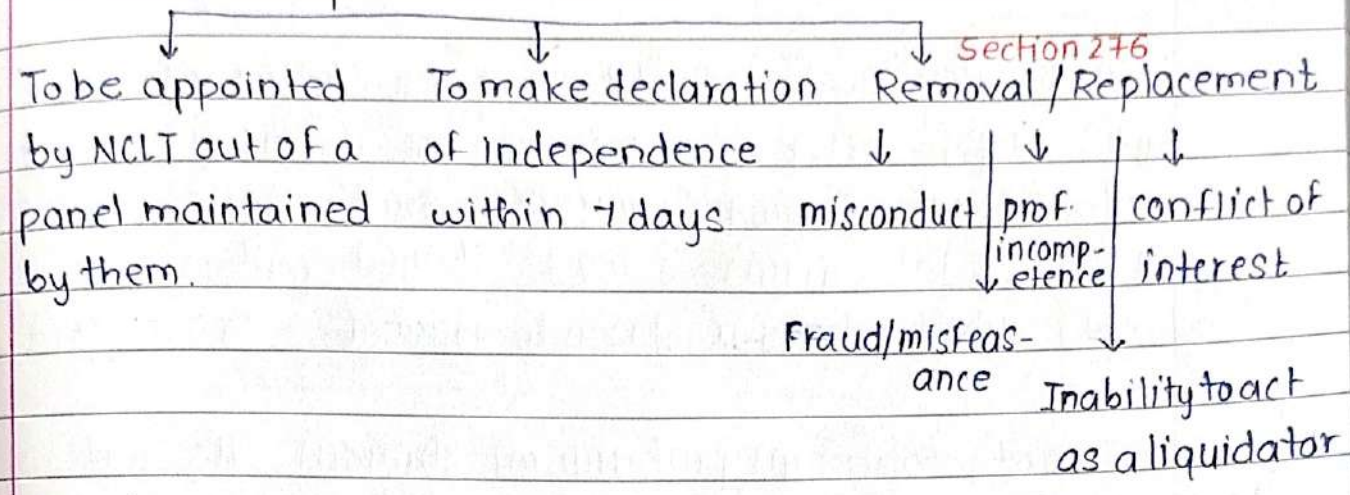 Section 276
To be appointed To make declaration Removal / Replacement
by NCLT out of a of independence misconduct prof. conflict of
panel maintained within 7 days incomp- interest
by them. etence
Fraud/misfeas-
ance Inability to act
as a liquidator